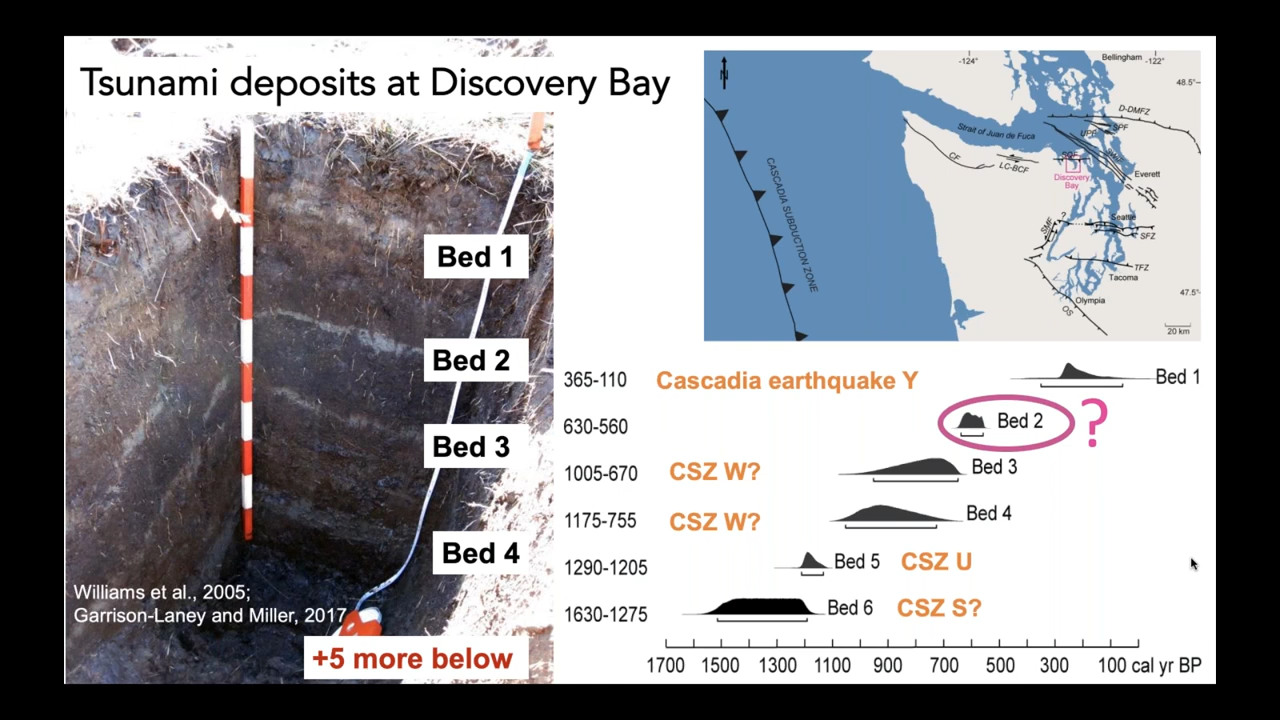 Tsunami deposits at Discovery Bay
Bed 1
Bed 2
Bed 3
Bed 4
Williams et al., 2005;
Garrison-Laney and Miller, 2017
+5 more below
N
-124°
Bellingham
-122°
48.5°
D-DMFZ
Strait of Juan de Fuca
UPF
SPF
CF
LC-BCF
Discovery
Bay
Everett
CASCADIA SUBDUCTION ZONE
SMF
?
Seattle
SFZ
TFZ
Tacoma
47.5°
Olympia
OS
20 km
365-110 Cascadia earthquake Y Bed 1
630-560 Bed 2 ?
1005-670 CSZ W? Bed 3
1175-755 CSZ W? Bed 4
1290-1205 Bed 5 CSZ U
1630-1275 Bed 6 CSZ S?
1700 1500 1300 1100 900 700 500 300 100 cal yr BP